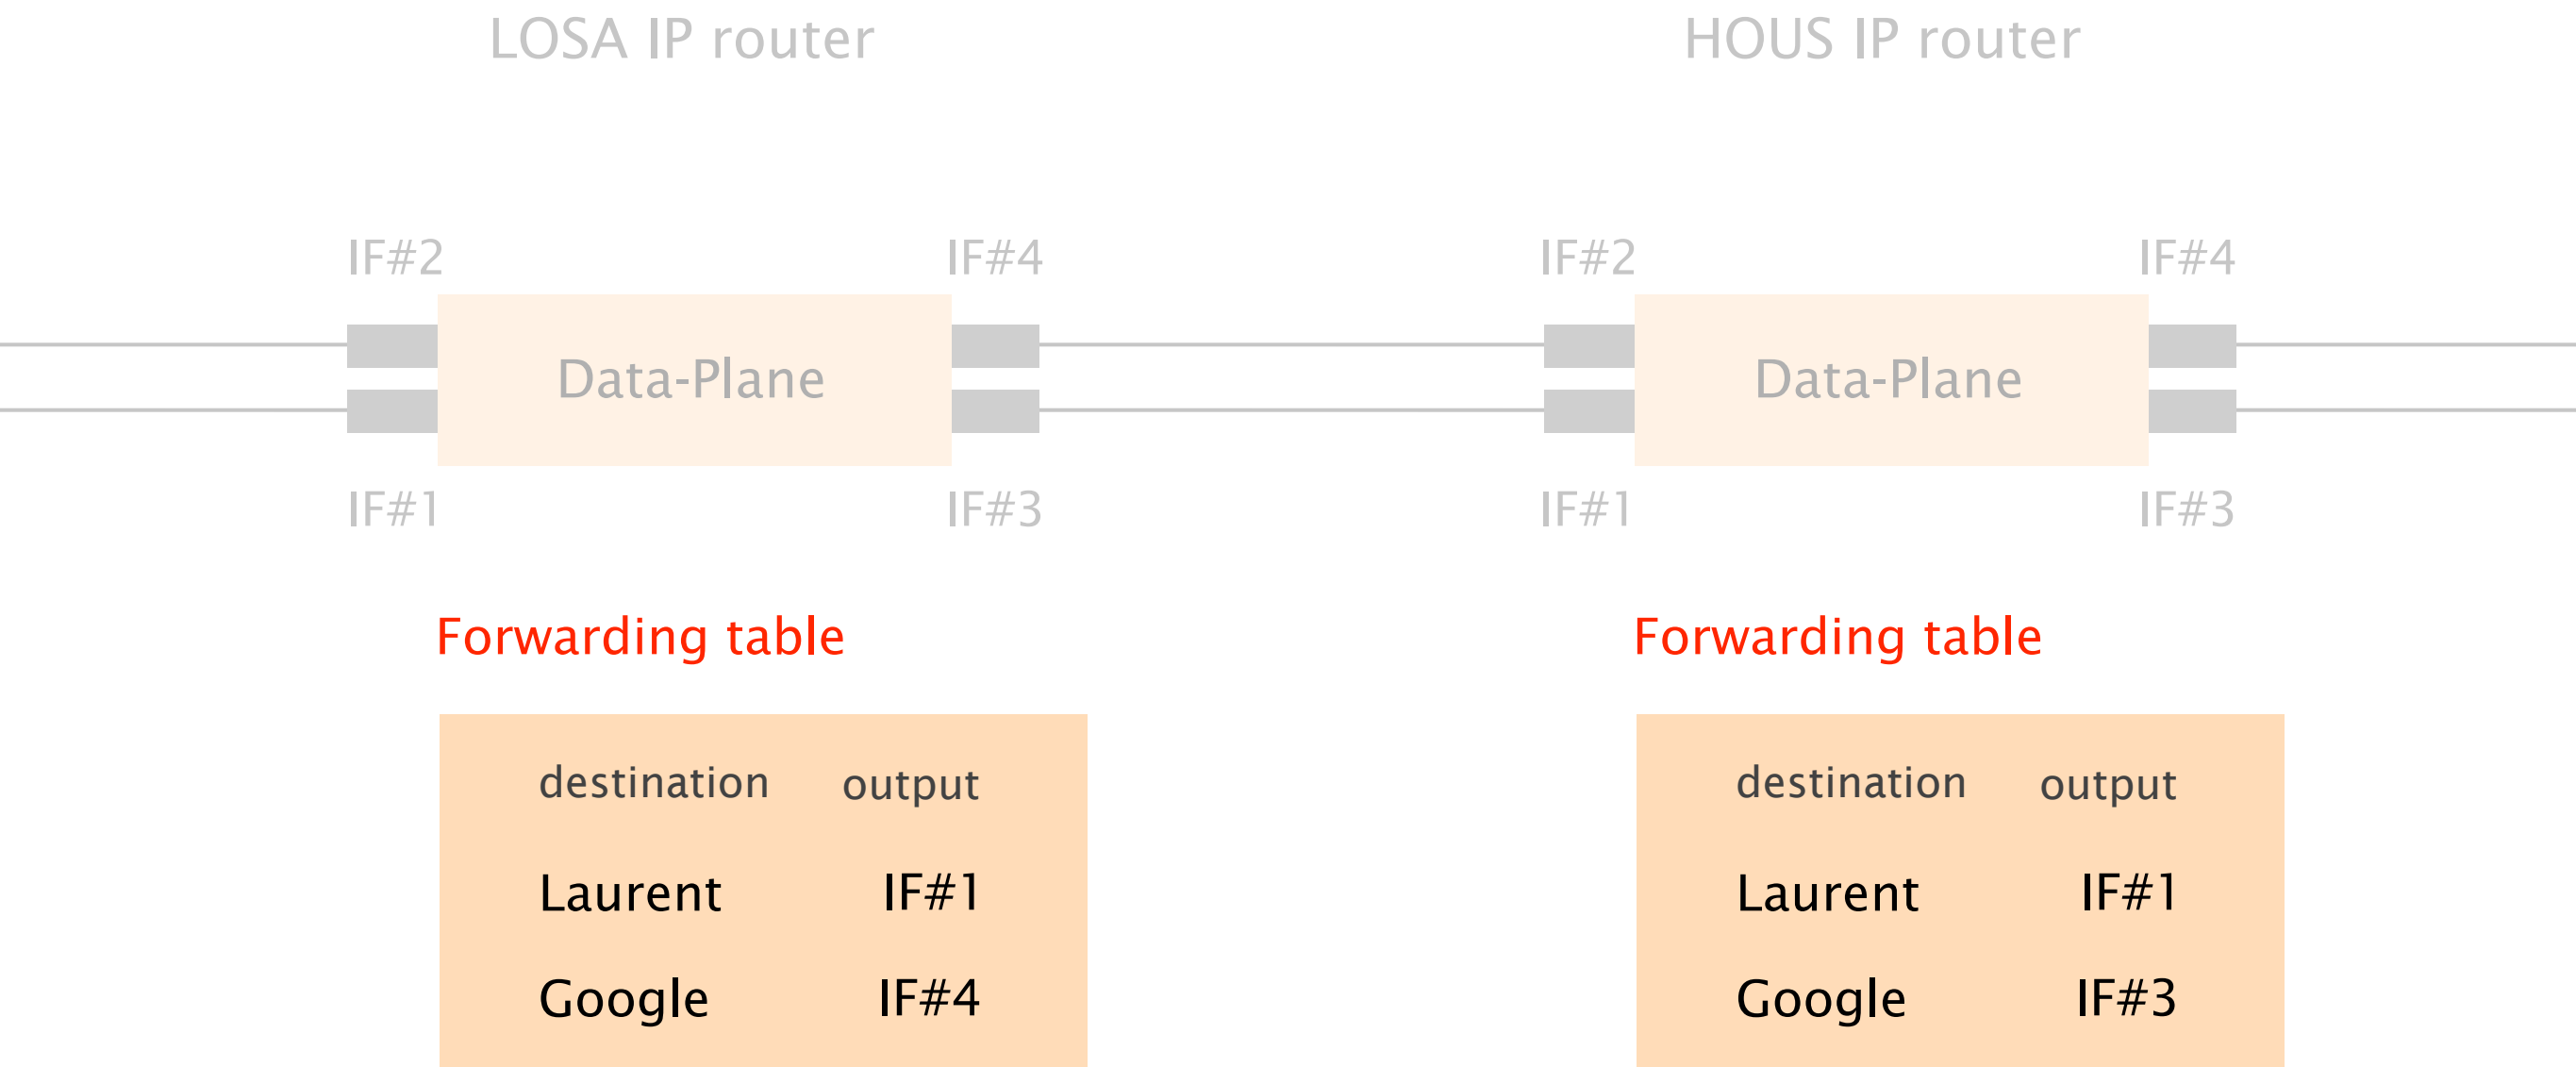 LOSA IP router
HOUS IP router
IF#2
IF#4
IF#2
IF#4
Data-Plane
Data-Plane
IF#1
IF#3
IF#1
IF#3
Forwarding table
Forwarding table
destination output
destination output
Laurent IF#1
Laurent IF#1
Google IF#4
Google IF#3